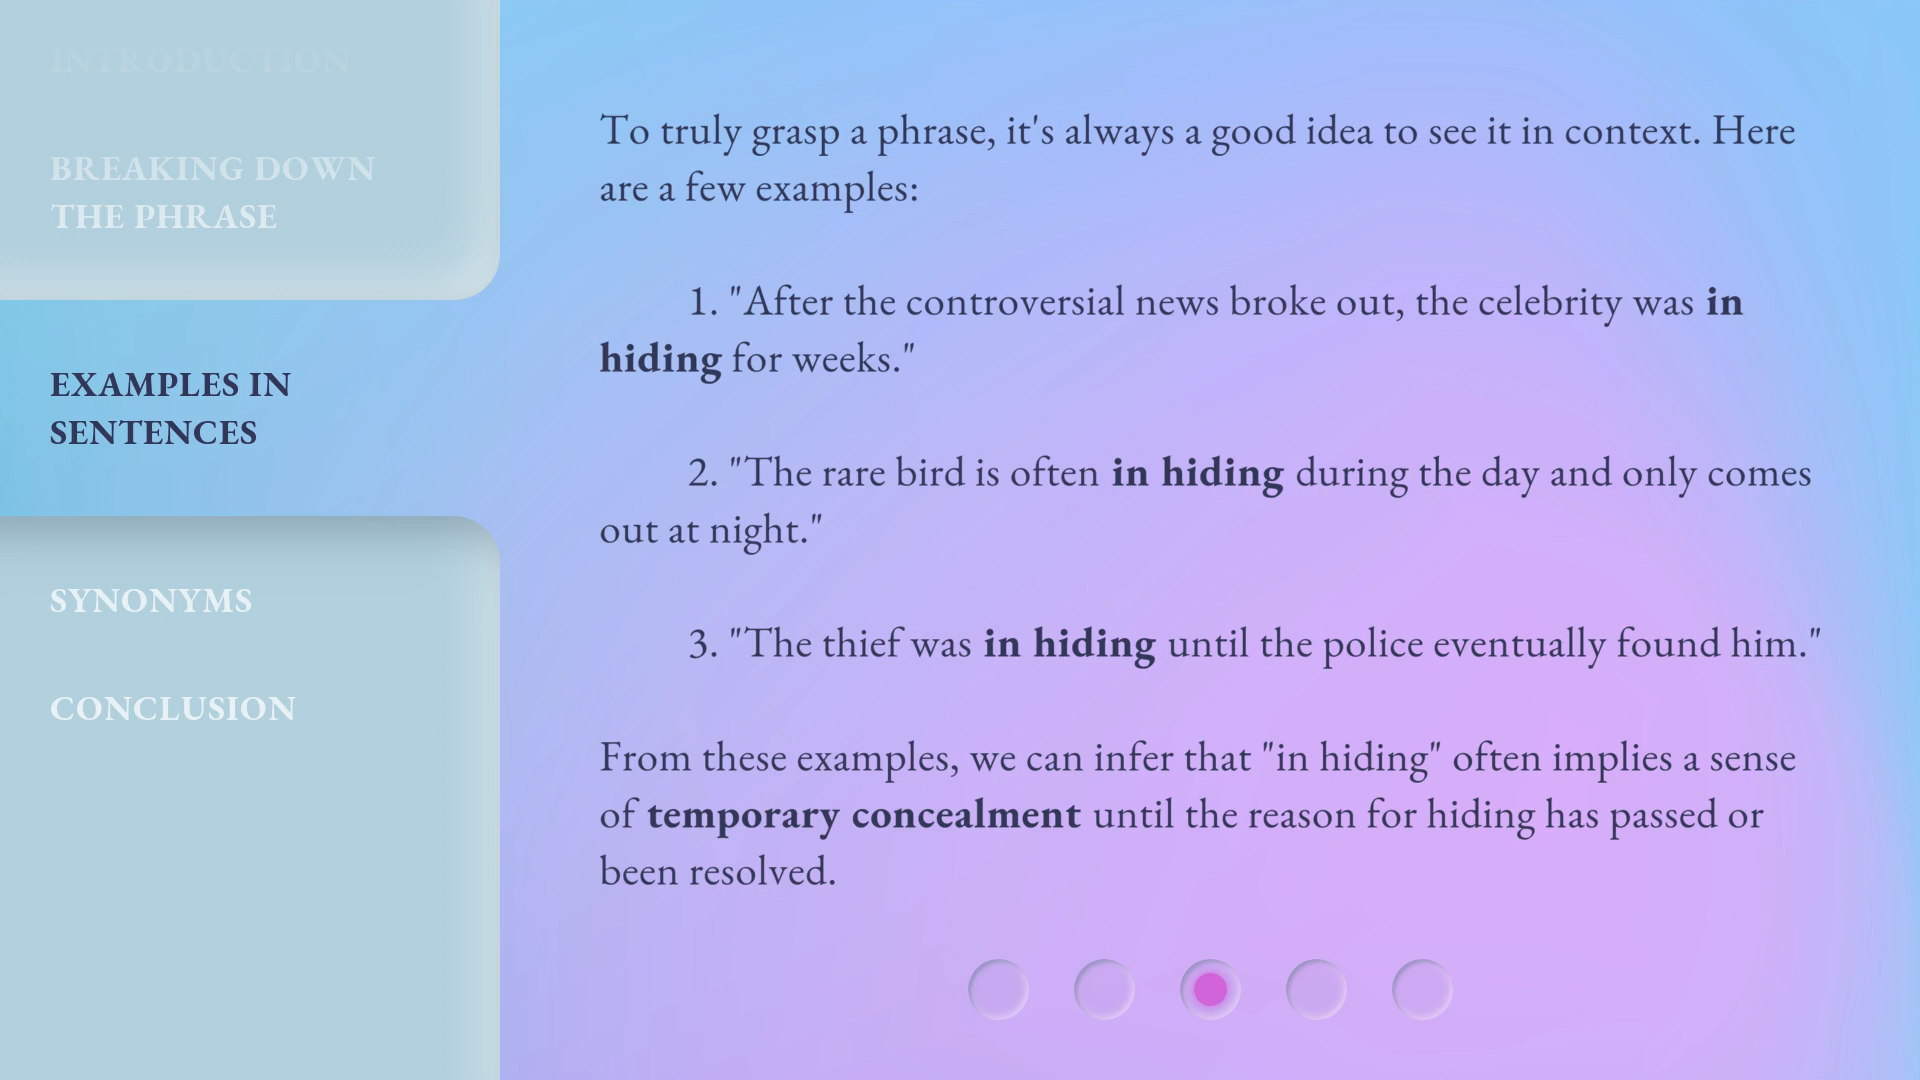 INTRODUCTION
BREAKING DOWN
THE PHRASE
EXAMPLES IN
SENTENCES
SYNONYMS
CONCLUSION
To truly grasp a phrase, it's always a good idea to see it in context. Here
are a few examples:
1. "After the controversial news broke out, the celebrity was in
hiding for weeks."
2. "The rare bird is often in hiding during the day and only comes
out at night."
3. "The thief was in hiding until the police eventually found him."
From these examples, we can infer that "in hiding" often implies a sense
of temporary concealment until the reason for hiding has passed or
been resolved.